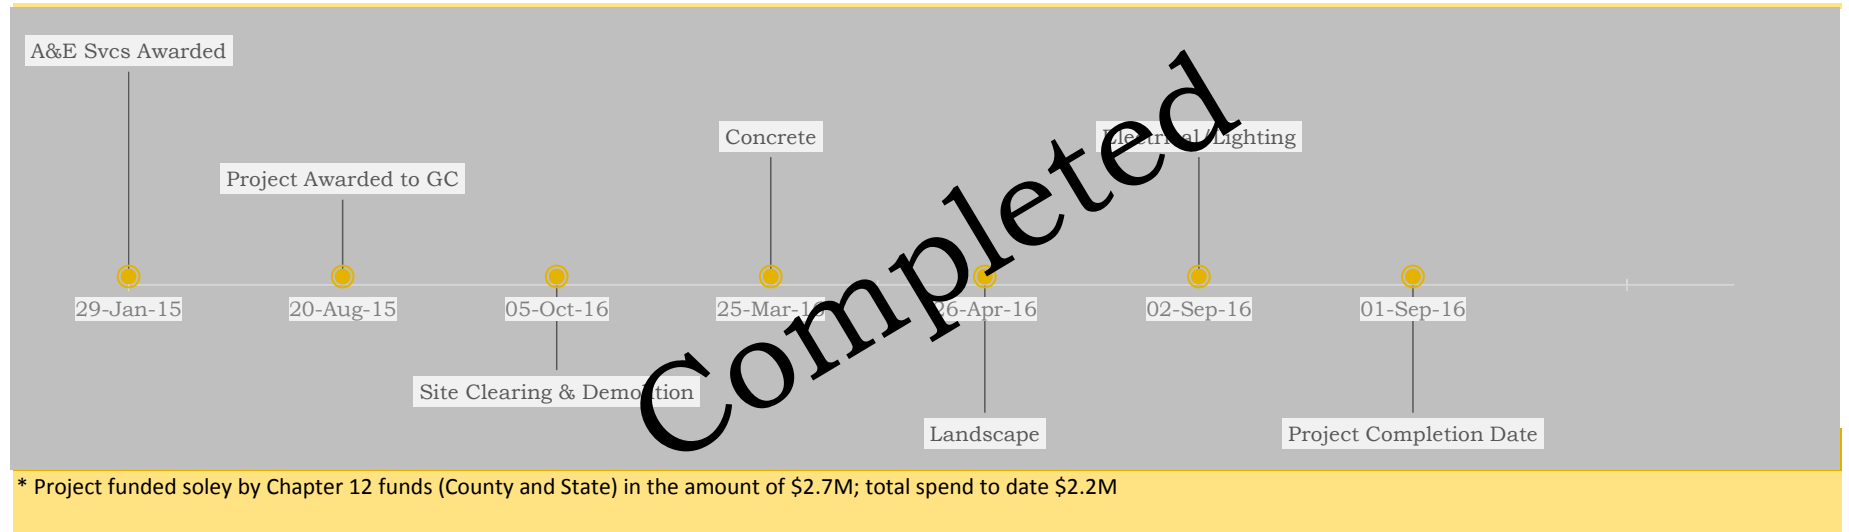 A&E Svcs Awarded
Concrete
Electrical/Lighting
Project Awarded to GC
29-Jan-15
20-Aug-15
05-Oct-16
25-Mar-16
26-Apr-16
02-Sep-16
01-Sep-16
Site Clearing & Demolition
Landscape
Project Completion Date
Completed
* Project funded soley by Chapter 12 funds (County and State) in the amount of $2.7M; total spend to date $2.2M